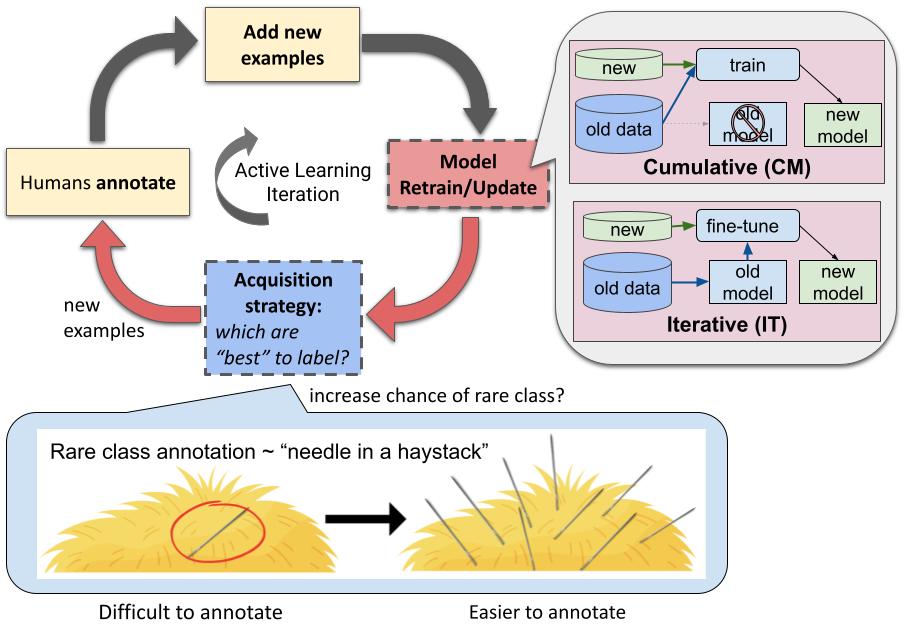 Add new
examples
Humans annotate
Active Learning
Iteration
Model
Retrain/Update
Acquisition
strategy:
which are
“best” to label?
new
examples
new
train
old data
old
model
new
model
Cumulative (CM)
new
fine-tune
old data
old
model
new
model
Iterative (IT)
increase chance of rare class?
Rare class annotation ~ “needle in a haystack”
Difficult to annotate
Easier to annotate